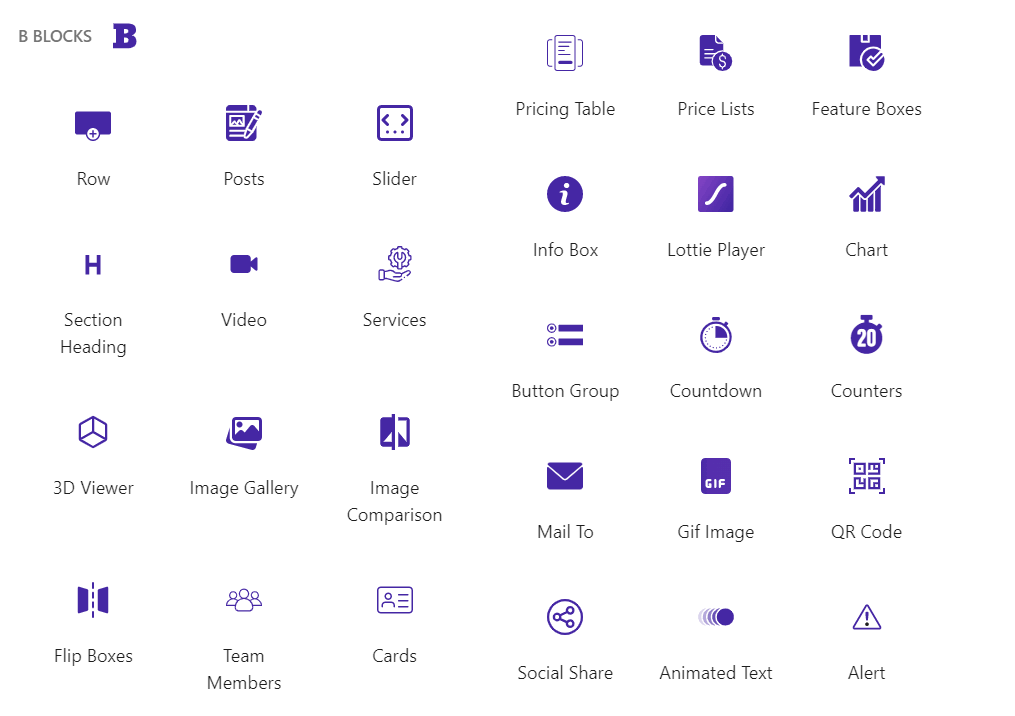 B BLOCKS B
Row
Posts
Slider
H
Section
Heading
Video
Services
3D Viewer
Image Gallery
Image
Comparison
Flip Boxes
Team
Members
Cards
Pricing Table
$
Price Lists
Feature Boxes
i
Info Box
Lottie Player
Chart
Button Group
Countdown
20
Counters
Mail To
GIF
Gif Image
QR Code
Social Share
Animated Text
!
Alert